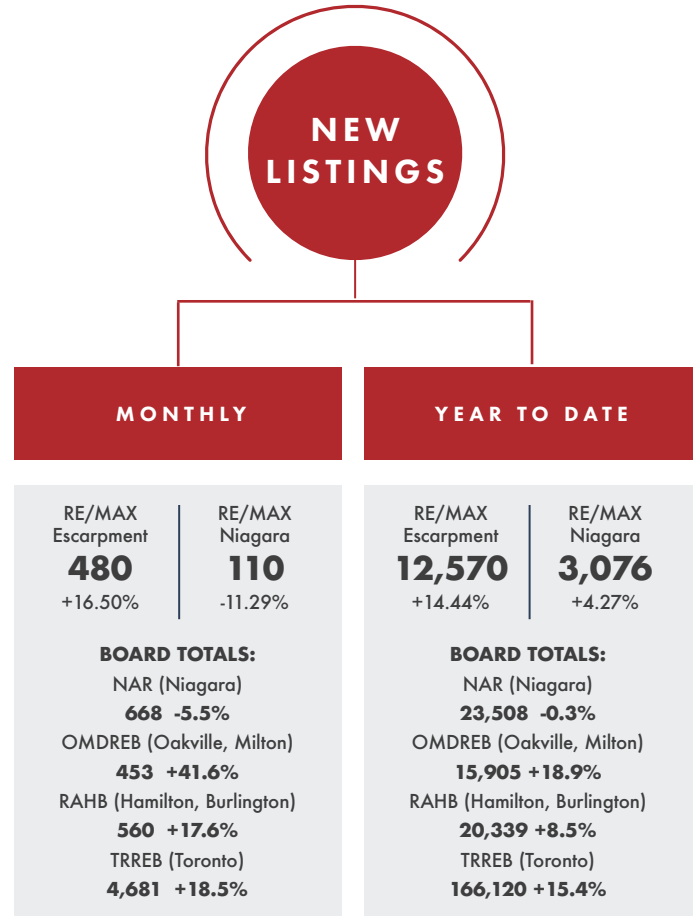 NEW
LISTINGS
MONTHLY
RE/MAX
Escarpment
480
+16.50%
RE/MAX
Niagara
110
-11.29%
BOARD TOTALS:
NAR (Niagara)
668 -5.5%
OMDREB (Oakville, Milton)
453 +41.6%
RAHB (Hamilton, Burlington)
560 +17.6%
TRREB (Toronto)
4,681 +18.5%
YEAR TO DATE
RE/MAX
Escarpment
12,570
+14.44%
RE/MAX
Niagara
3,076
+4.27%
BOARD TOTALS:
NAR (Niagara)
23,508 -0.3%
OMDREB (Oakville, Milton)
15,905 +18.9%
RAHB (Hamilton, Burlington)
20,339 +8.5%
TRREB (Toronto)
166,120 +15.4%